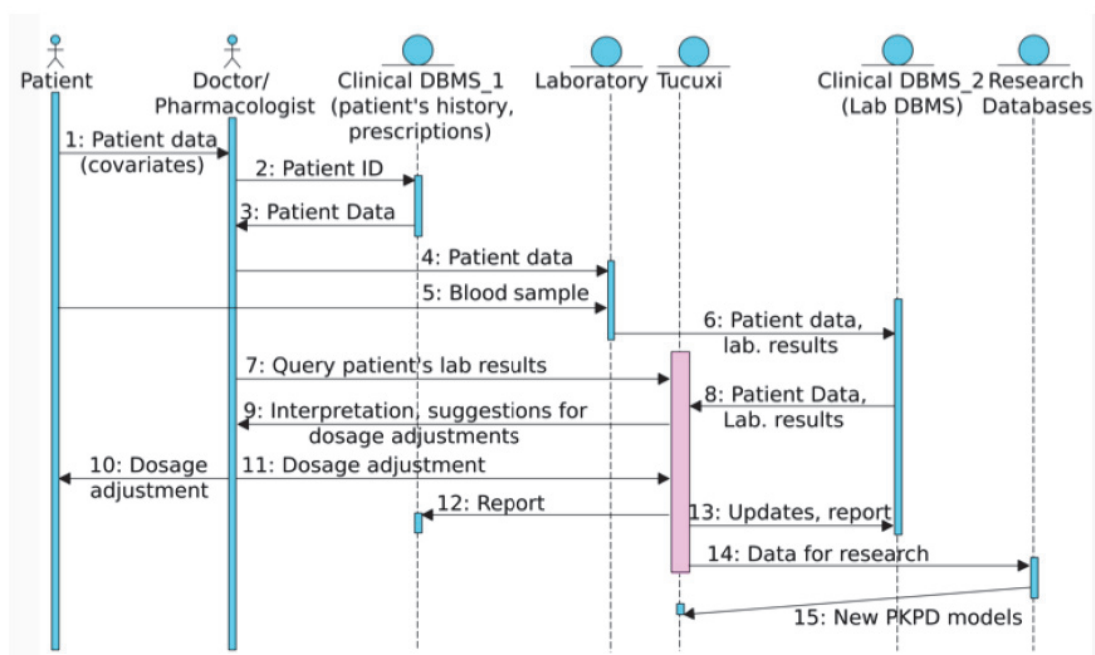 Patient
Doctor/
Pharmacologist
Clinical DBMS_1
(patient's history,
prescriptions)
Laboratory
Tucuxi
Clinical DBMS_2
(Lab DBMS)
Research
Databases
1: Patient data
(covariates)
2: Patient ID
3: Patient Data
4: Patient data
5: Blood sample
6: Patient data,
lab. results
7: Query patient's lab results
8: Patient Data,
Lab. results
9: Interpretation, suggestions for
dosage adjustments
10: Dosage
adjustment
11: Dosage adjustment
12: Report
13: Updates, report
14: Data for research
15: New PKPD models